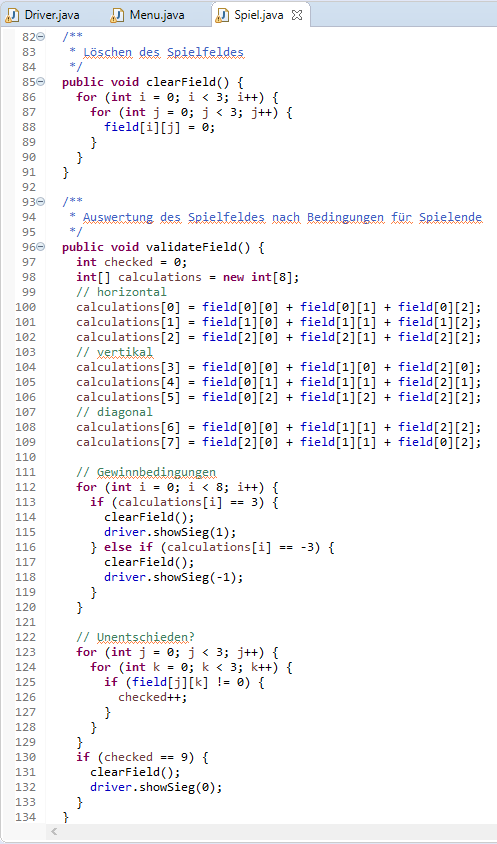 Driver.java Menu.java Spiel.java
82 /**
83  * Löschen des Spielfeldes
84  */
85 public void clearField() {
86   for (int i = 0; i < 3; i++) {
87     for (int j = 0; j < 3; j++) {
88       field[i][j] = 0;
89     }
90   }
91 }
92
93 /**
94  * Auswertung des Spielfeldes nach Bedingungen für Spielende
95  */
96 public void validateField() {
97   int checked = 0;
98   int[] calculations = new int[8];
99   // horizontal
100   calculations[0] = field[0][0] + field[0][1] + field[0][2];
101   calculations[1] = field[1][0] + field[1][1] + field[1][2];
102   calculations[2] = field[2][0] + field[2][1] + field[2][2];
103   // vertikal
104   calculations[3] = field[0][0] + field[1][0] + field[2][0];
105   calculations[4] = field[0][1] + field[1][1] + field[2][1];
106   calculations[5] = field[0][2] + field[1][2] + field[2][2];
107   // diagonal
108   calculations[6] = field[0][0] + field[1][1] + field[2][2];
109   calculations[7] = field[2][0] + field[1][1] + field[0][2];
110
111   // Gewinnbedingungen
112   for (int i = 0; i < 8; i++) {
113     if (calculations[i] == 3) {
114       clearField();
115       driver.showSieg(1);
116     } else if (calculations[i] == -3) {
117       clearField();
118       driver.showSieg(-1);
119     }
120   }
121
122   // Unentschieden?
123   for (int j = 0; j < 3; j++) {
124     for (int k = 0; k < 3; k++) {
125       if (field[j][k] != 0) {
126         checked++;
127       }
128     }
129   }
130   if (checked == 9) {
131     clearField();
132     driver.showSieg(0);
133   }
134 }